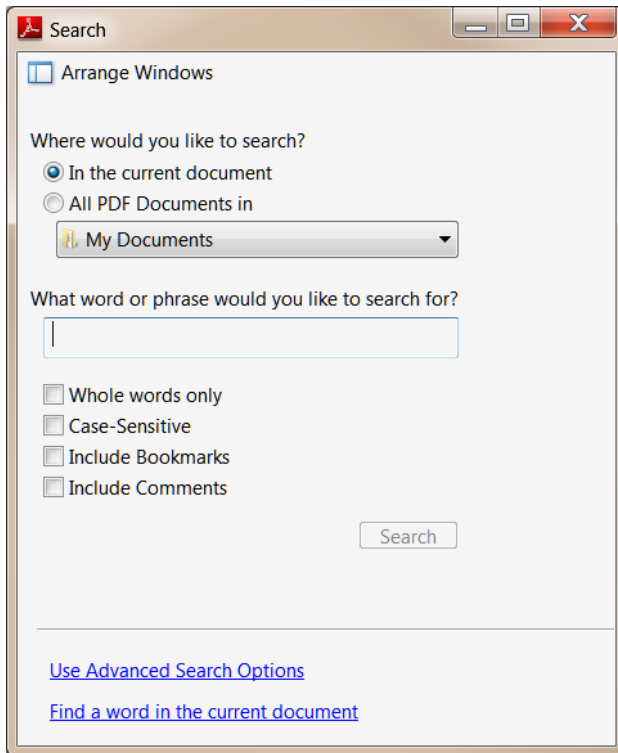 Search
Arrange Windows
Where would you like to search?
In the current document
All PDF Documents in
My Documents
What word or phrase would you like to search for?
Whole words only
Case-Sensitive
Include Bookmarks
Include Comments
Search
Use Advanced Search Options
Find a word in the current document